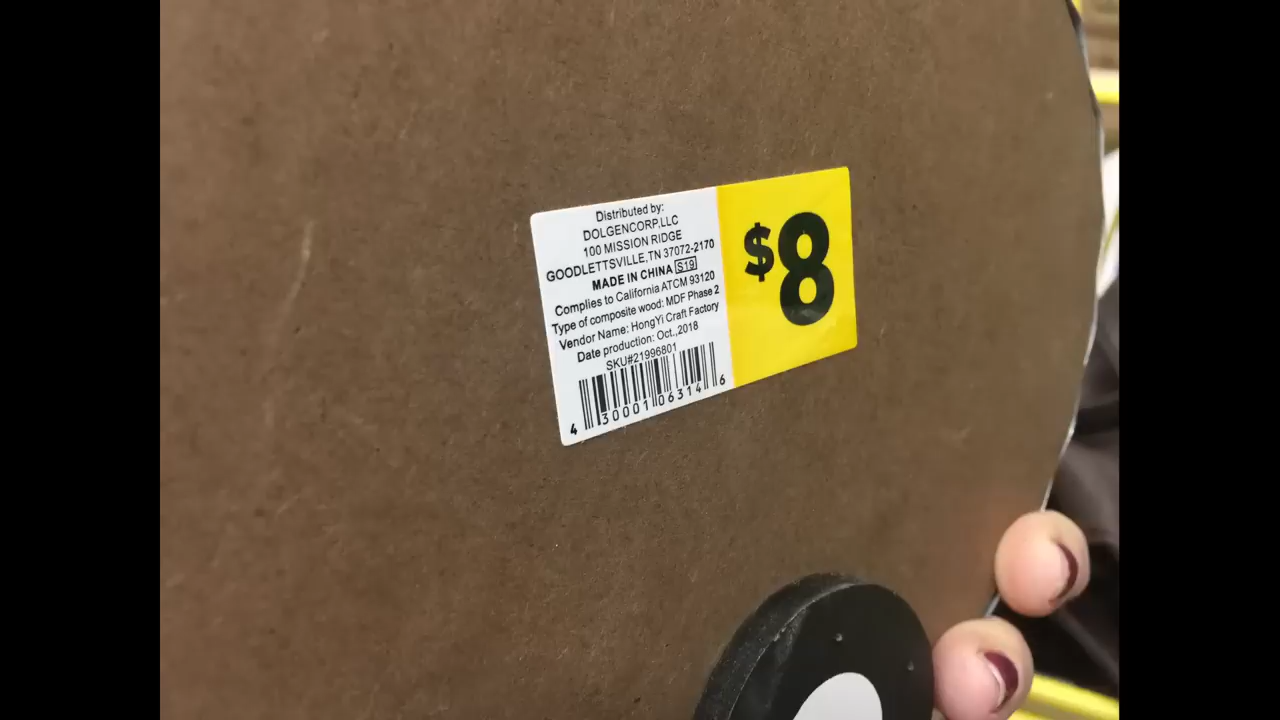 Distributed by:
DOLGENCORP,LLC
100 MISSION RIDGE
GOODLETTSVILLE,TN 37072-2170
MADE IN CHINA S19
Complies to California ATCM 93120
Type of composite wood: MDF Phase 2
Vendor Name: HongYi Craft Factory
Date production: Oct.,2018
SKU#21996801
4 30001 06314 6
$8